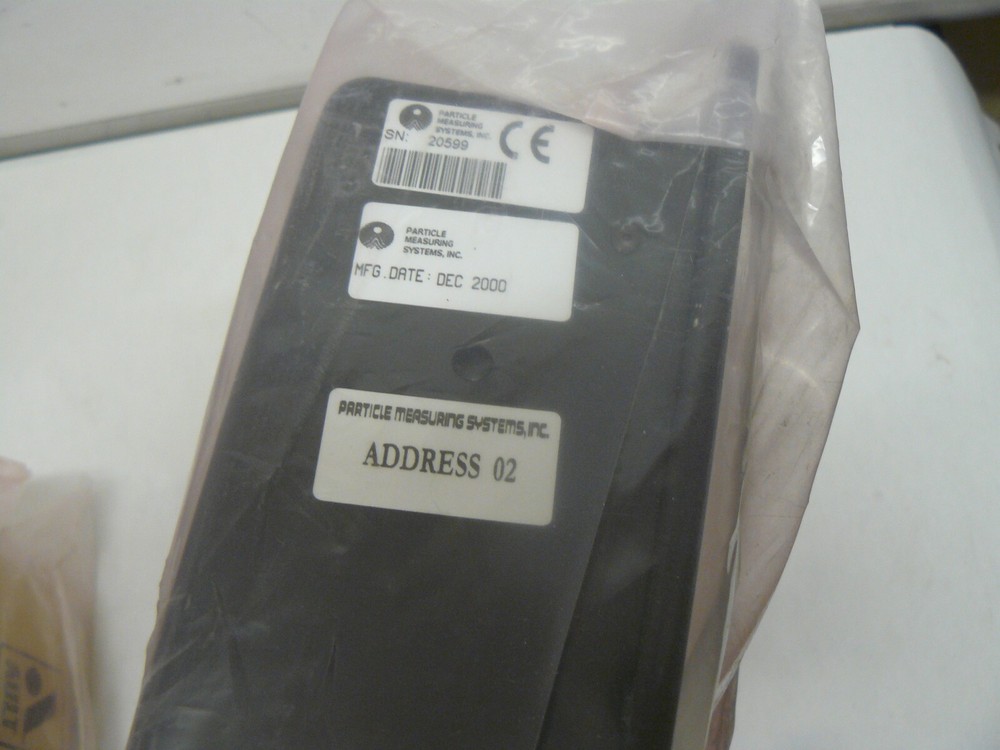 PARTICLE
MEASURING
SYSTEMS, INC.
SN: 20599
CE
PARTICLE
MEASURING
SYSTEMS, INC.
MFG.DATE: DEC 2000
PARTICLE MEASURING SYSTEMS, INC.
ADDRESS 02